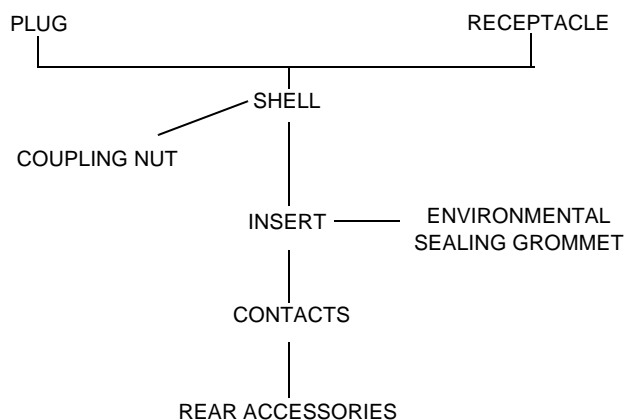 PLUG
RECEPTACLE
SHELL
COUPLING NUT
INSERT
ENVIRONMENTAL
SEALING GROMMET
CONTACTS
REAR ACCESSORIES